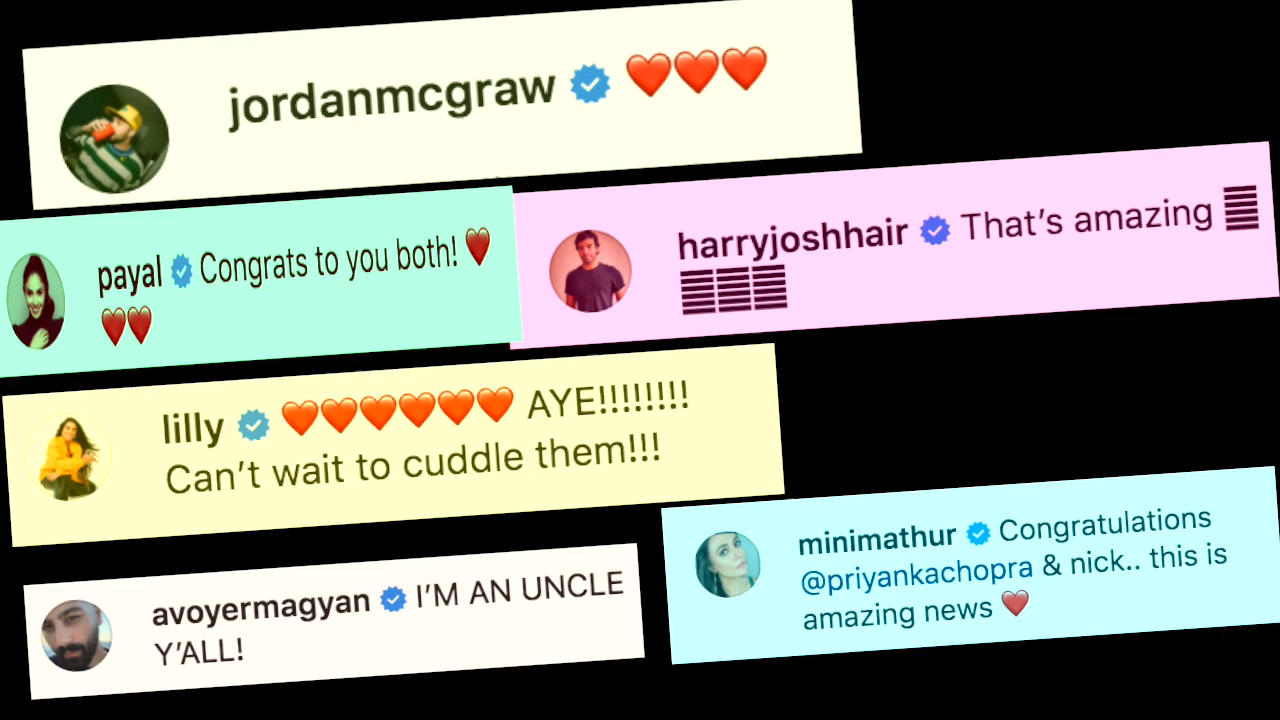 jordanmcgraw ❤️❤️❤️
payal Congrats to you both! ❤️
❤️❤️
harryjoshhair That’s amazing
lilly ❤️❤️❤️❤️❤️❤️ AYE!!!!!!!!
Can’t wait to cuddle them!!!
avoyermagyan I’M AN UNCLE
Y’ALL!
minimathur Congratulations
@priyankachopra & nick.. this is
amazing news ❤️